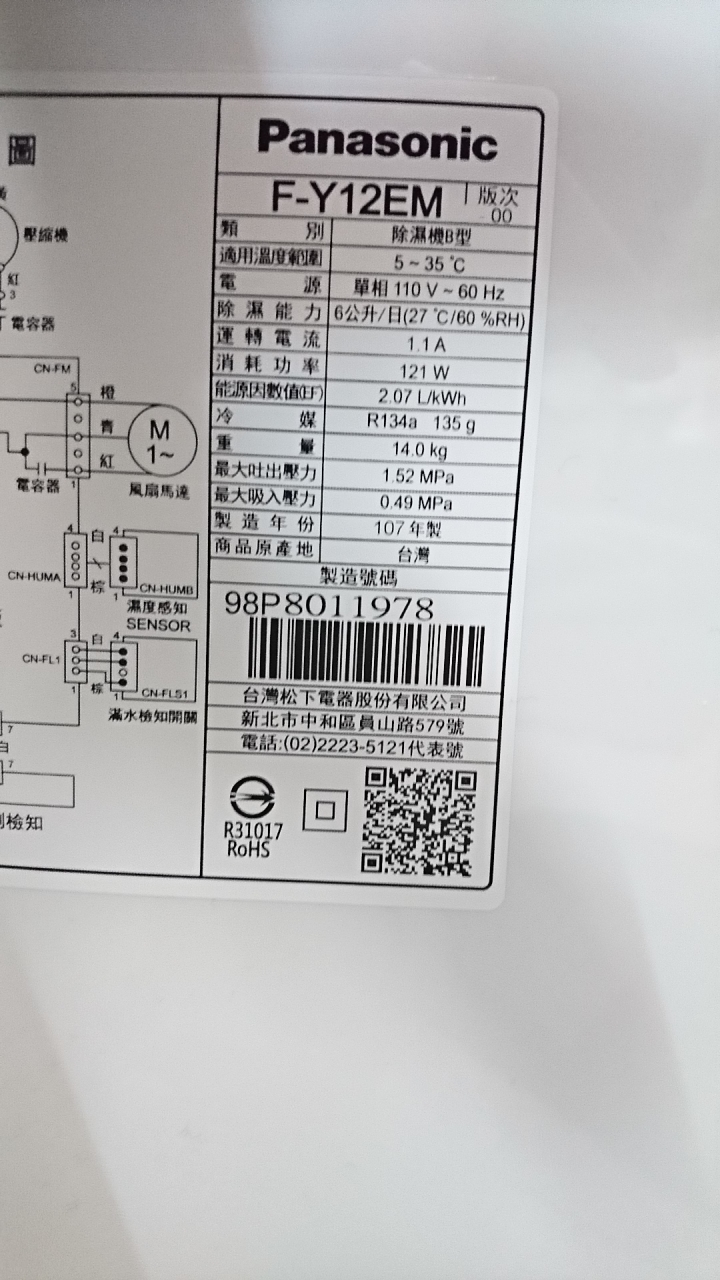 圖
壓縮機
紅
3
電容器
CN-FM
5
橙
青
紅
M
1~
電容器
1
風扇馬達
4
白
4
CN-HUMA
1
棕
1
CN-HUMB
濕度感知
SENSOR
3
白
4
CN-FL1
1
棕
1
CN-FLS1
滿水檢知開關
7
白
7
檢知
Panasonic
F-Y12EM 版次
00
類別 除濕機B型
適用溫度範圍 5~35℃
電源 單相 110 V ~ 60 Hz
除濕能力 6公升/日(27 ℃/60 %RH)
運轉電流 1.1 A
消耗功率 121 W
能源因數值(EF) 2.07 L/kWh
冷媒 R134a 135 g
重量 14.0 kg
最大吐出壓力 1.52 MPa
最大吸入壓力 0.49 MPa
製造年份 107 年製
商品原產地 台灣
製造號碼
98P8011978
台灣松下電器股份有限公司
新北市中和區員山路579號
電話:(02)2223-5121代表號
R31017
RoHS